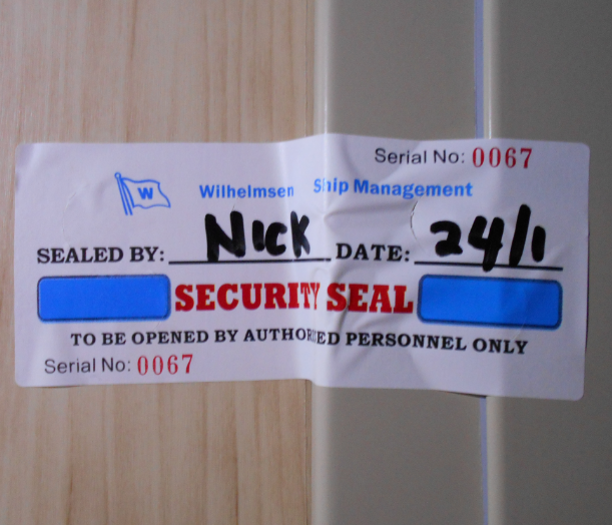 Serial No: 0067
W
Wilhelmsen Ship Management
SEALED BY: NICK DATE: 24/1
SECURITY SEAL
TO BE OPENED BY AUTHORIZED PERSONNEL ONLY
Serial No: 0067